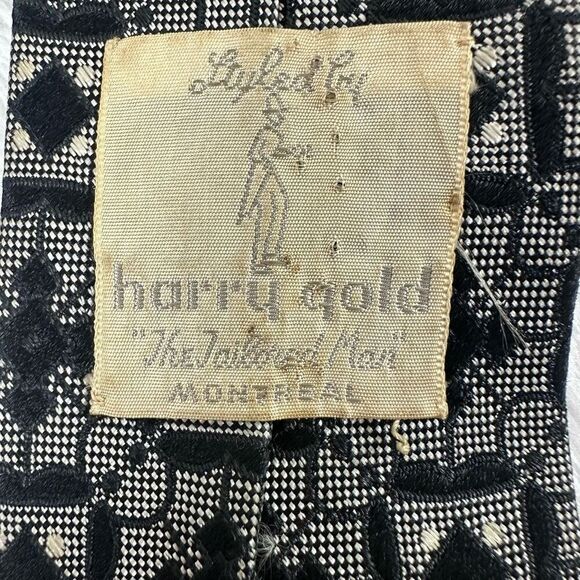 Styled by
harry gold
"The Tailored Man"
MONTREAL